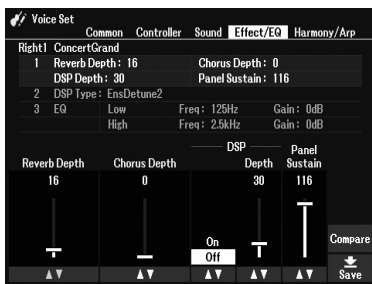 Voice Set
Common Controller Sound Effect/EQ Harmony/Arp
Right1 ConcertGrand
1 Reverb Depth: 16 Chorus Depth: 0
DSP Depth: 30 Panel Sustain: 116
2 DSP Type: EnsDetune2
3 EQ Low Freq: 125Hz Gain: 0dB
High Freq: 2.5kHz Gain: 0dB
DSP Panel
Reverb Depth Chorus Depth Depth Sustain
16 0 30 116
On
Off
Compare
Save